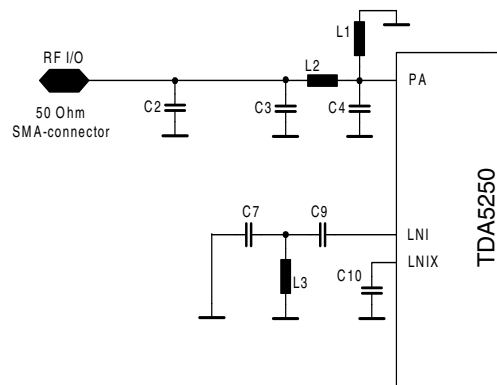 L1
RF I/O
L2
PA
C2
C3
C4
50 Ohm
SMA-connector
TDA5250
C7
C9
LNI
LNIX
L3
C10